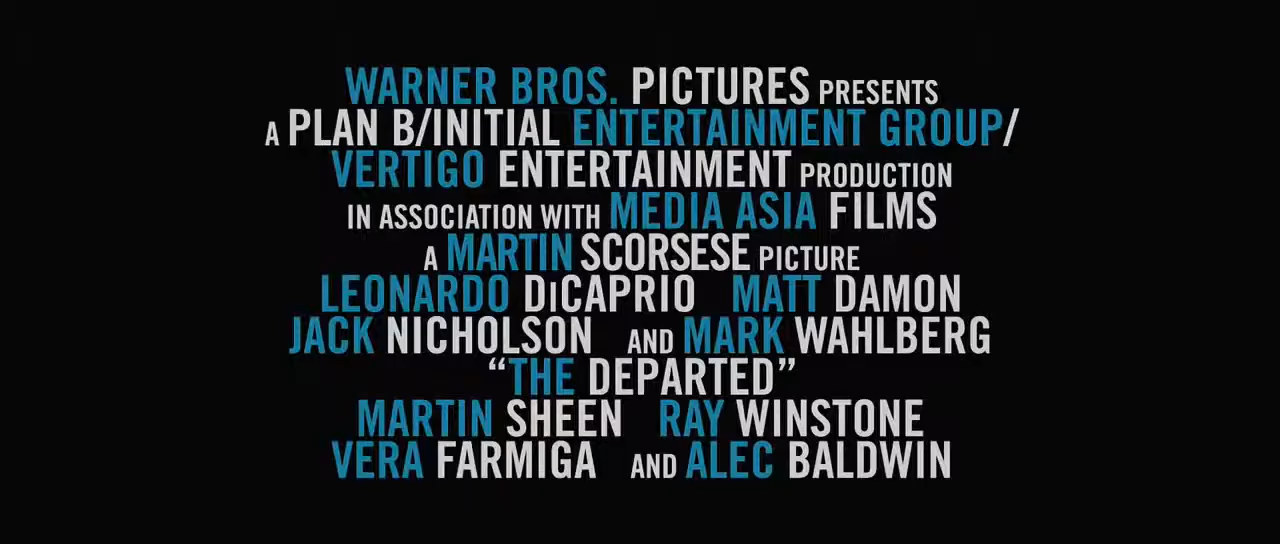 WARNER BROS. PICTURES PRESENTS
A PLAN B/INITIAL ENTERTAINMENT GROUP/
VERTIGO ENTERTAINMENT PRODUCTION
IN ASSOCIATION WITH MEDIA ASIA FILMS
A MARTIN SCORSESE PICTURE
LEONARDO DiCAPRIO MATT DAMON
JACK NICHOLSON AND MARK WAHLBERG
“THE DEPARTED”
MARTIN SHEEN RAY WINSTONE
VERA FARMIGA AND ALEC BALDWIN